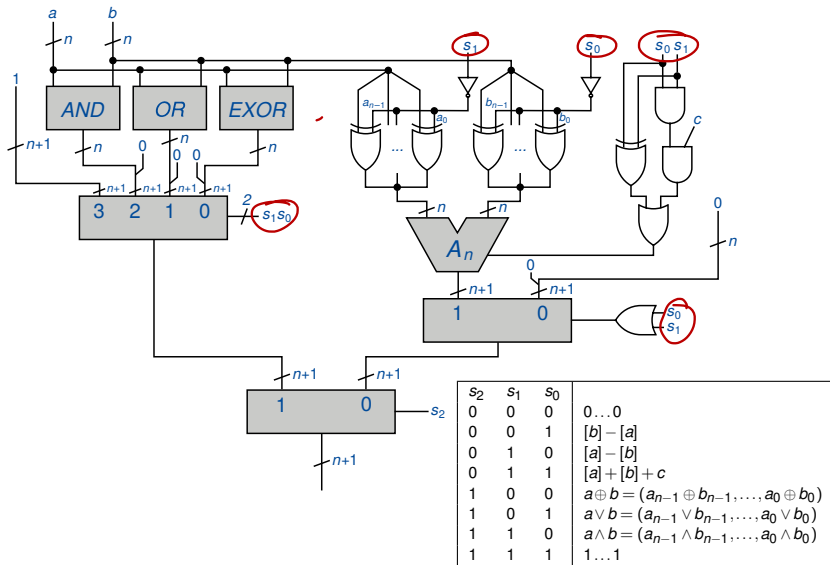 a b
n n
s₁ s₀ s₀ s₁
1
AND OR EXOR
aₙ₋₁ a₀ bₙ₋₁ b₀
c
... ...
n+1
n n n
0 0 0
n+1 n+1 n+1 n+1
3 2 1 0
2
s₁s₀
n n
Aₙ
0
n
0
n+1 n+1
1 0
s₀
s₁
n+1 n+1
1 0
s₂
n+1
s₂ s₁ s₀
0 0 0 0...0
0 0 1 [b]−[a]
0 1 0 [a]−[b]
0 1 1 [a]+[b]+c
1 0 0 a⊕b = (aₙ₋₁⊕bₙ₋₁,...,a₀⊕b₀)
1 0 1 a∨b = (aₙ₋₁∨bₙ₋₁,...,a₀∨b₀)
1 1 0 a∧b = (aₙ₋₁∧bₙ₋₁,...,a₀∧b₀)
1 1 1 1...1